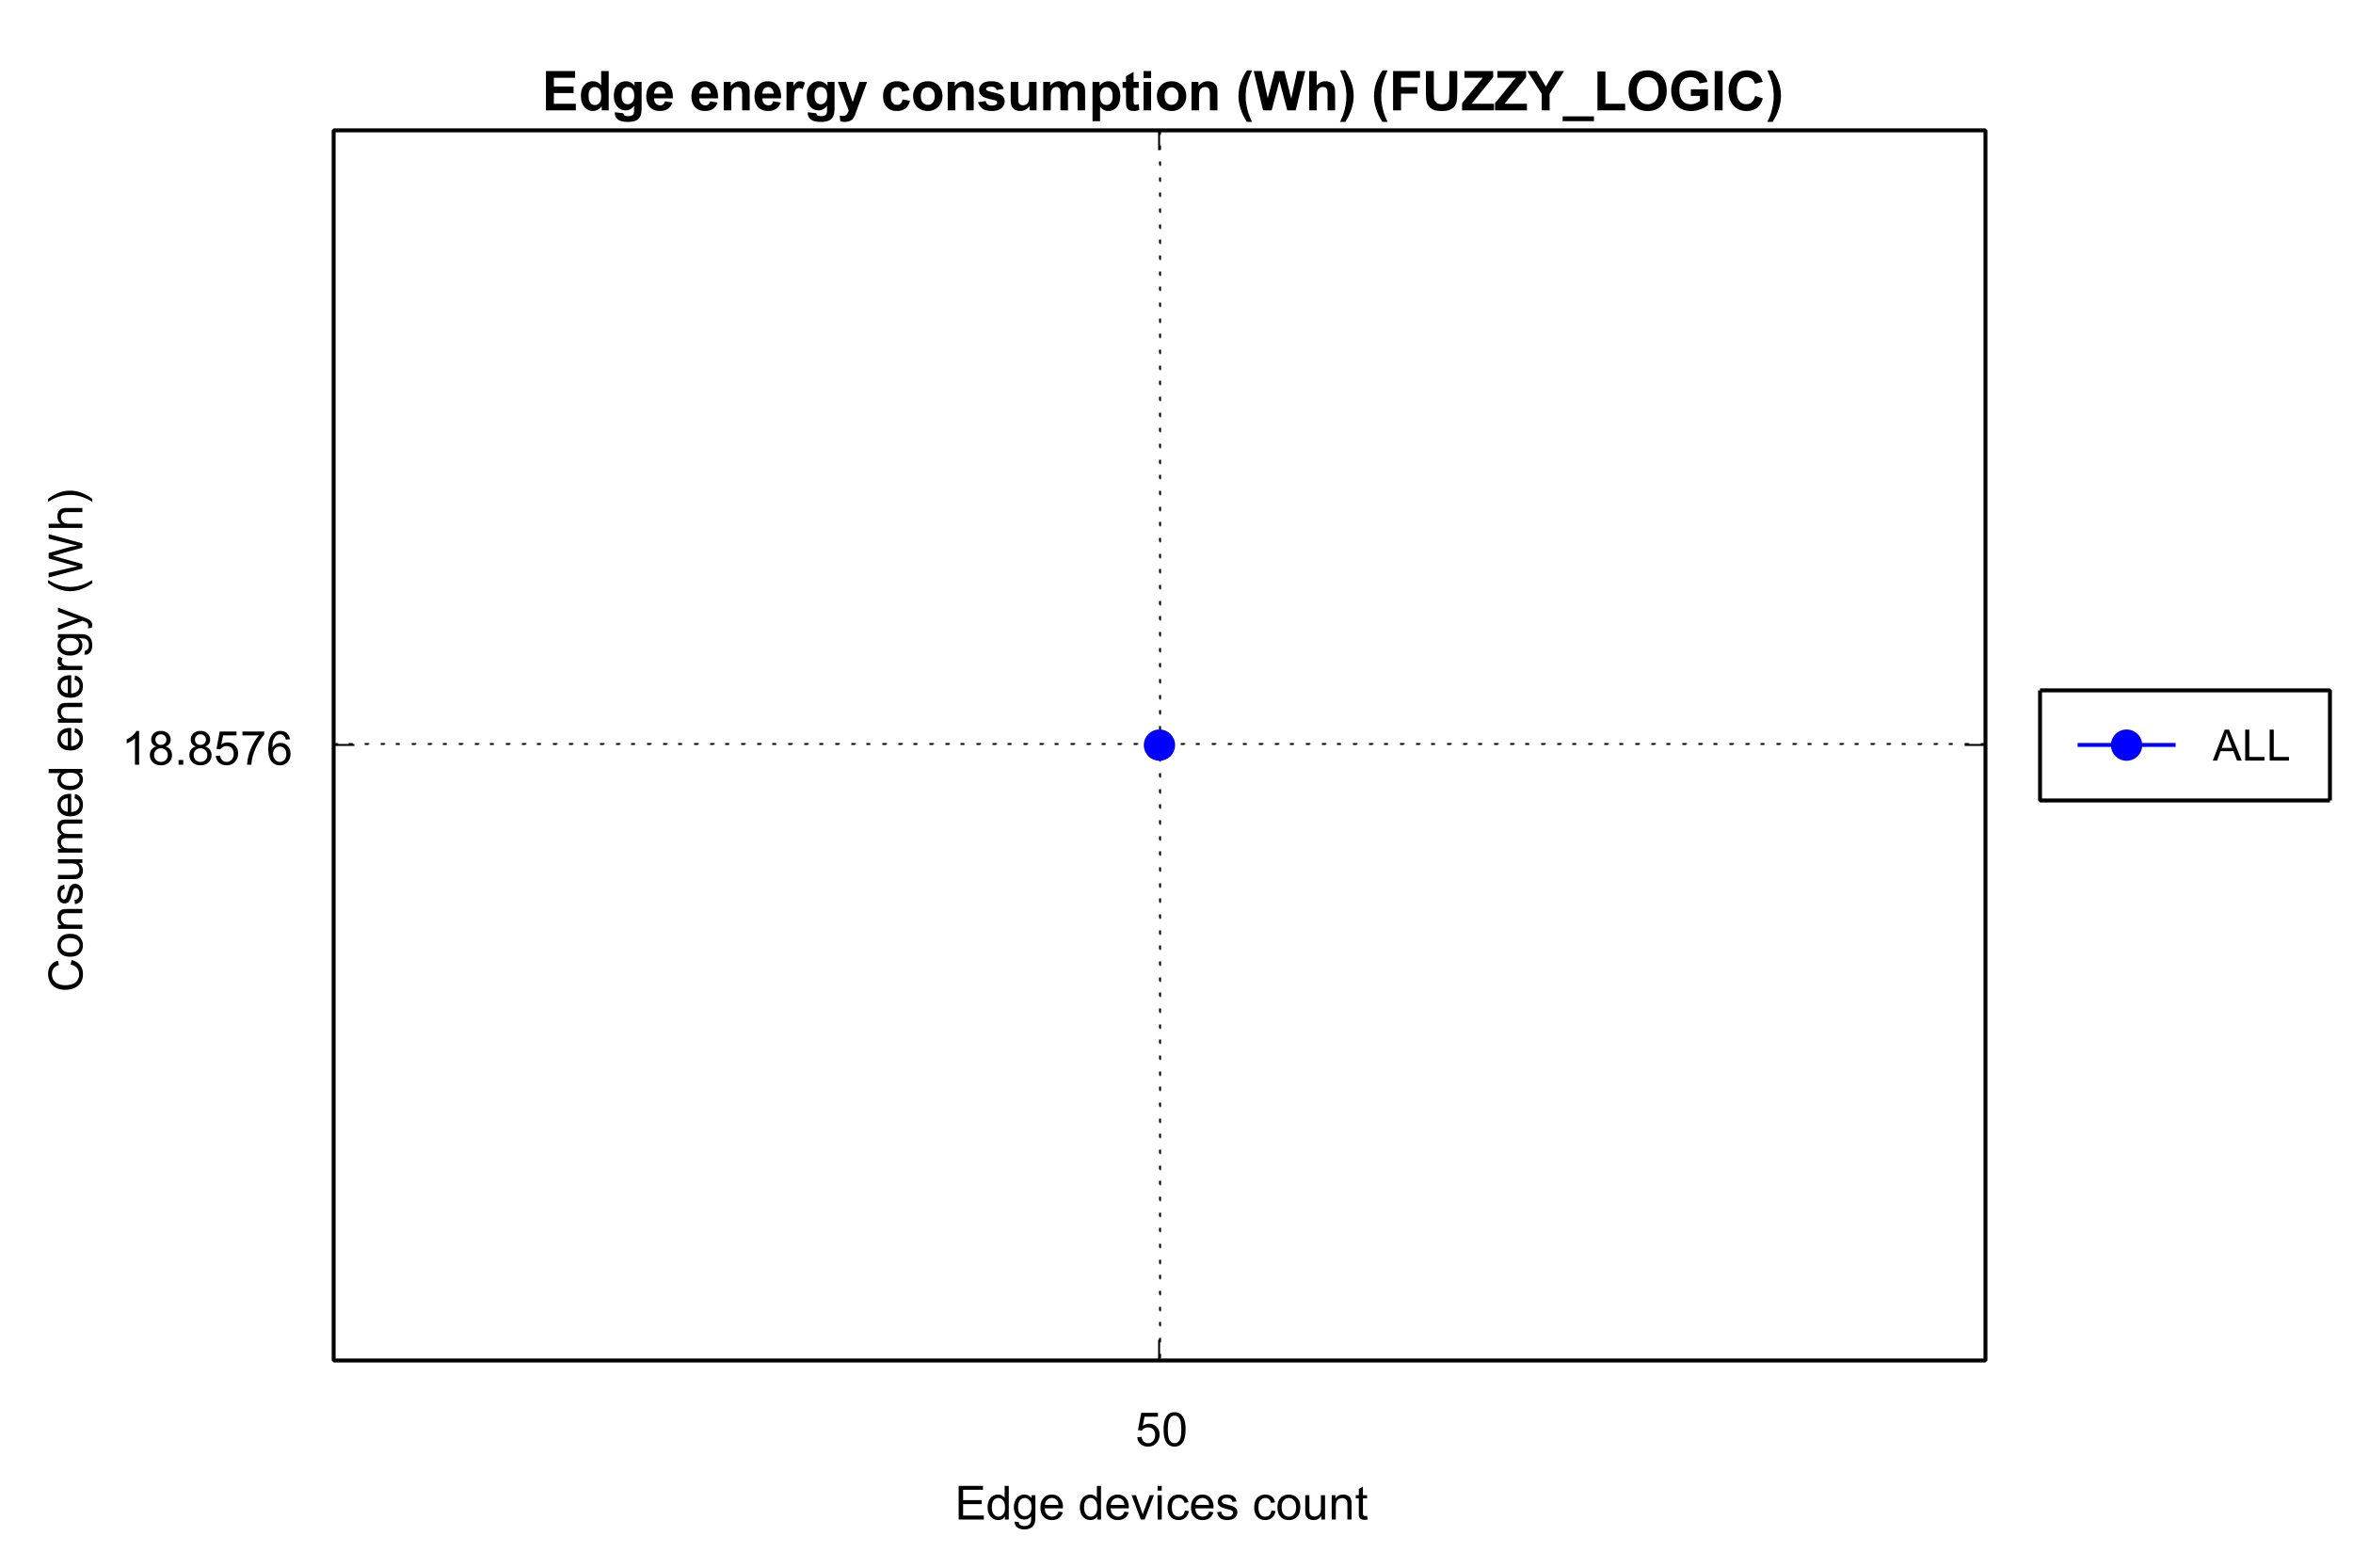 Edge energy consumption (Wh) (FUZZY_LOGIC)
Consumed energy (Wh)
18.8576
ALL
50
Edge devices count